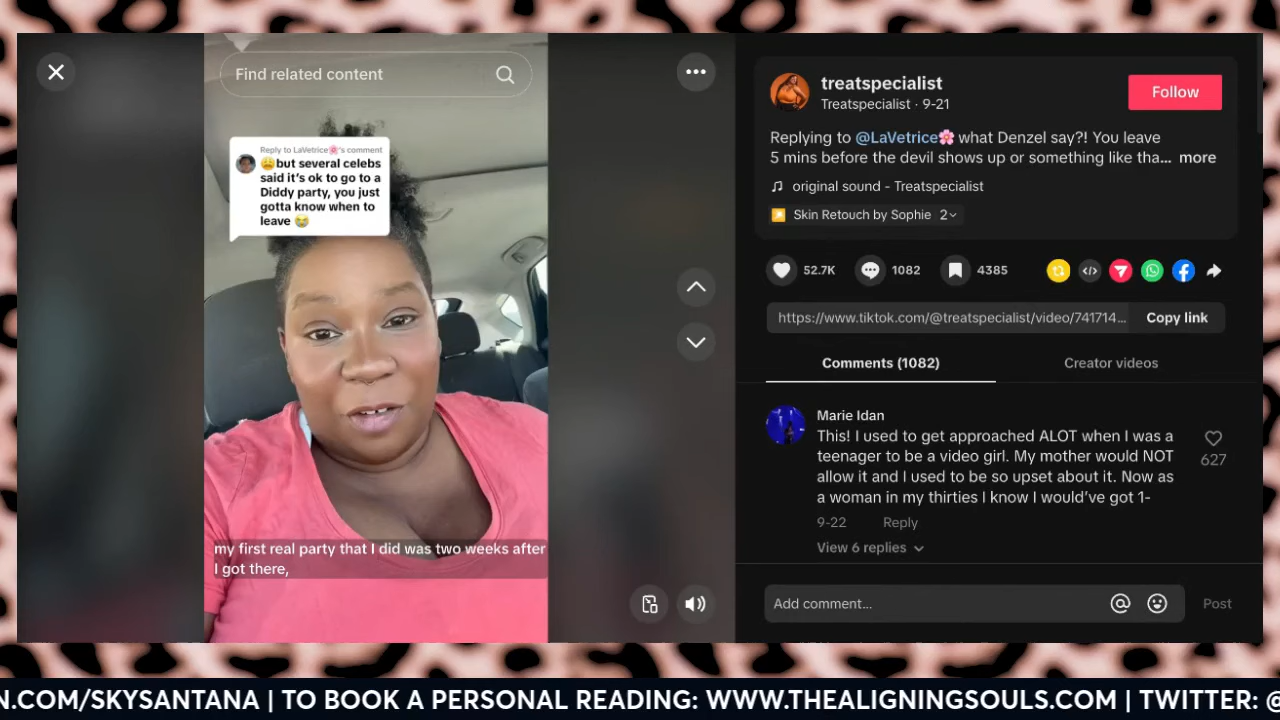 Find related content
Reply to LaVetrice🌸's comment
😩but several celebs
said it’s ok to go to a
Diddy party, you just
gotta know when to
leave 😭
my first real party that I did was two weeks after
I got there,
treatspecialist
Treatspecialist · 9-21
Follow
Replying to @LaVetrice🌸 what Denzel say?! You leave
5 mins before the devil shows up or something like tha... more
original sound - Treatspecialist
Skin Retouch by Sophie 2
52.7K
1082
4385
https://www.tiktok.com/@treatspecialist/video/741714...
Copy link
Comments (1082)
Creator videos
Marie Idan
This! I used to get approached ALOT when I was a
teenager to be a video girl. My mother would NOT
allow it and I used to be so upset about it. Now as
a woman in my thirties I know I would’ve got 1-
627
9-22 Reply
View 6 replies
Add comment...
Post
N.COM/SKYSANTANA | TO BOOK A PERSONAL READING: WWW.THEALIGNINGSOULS.COM | TWITTER: @